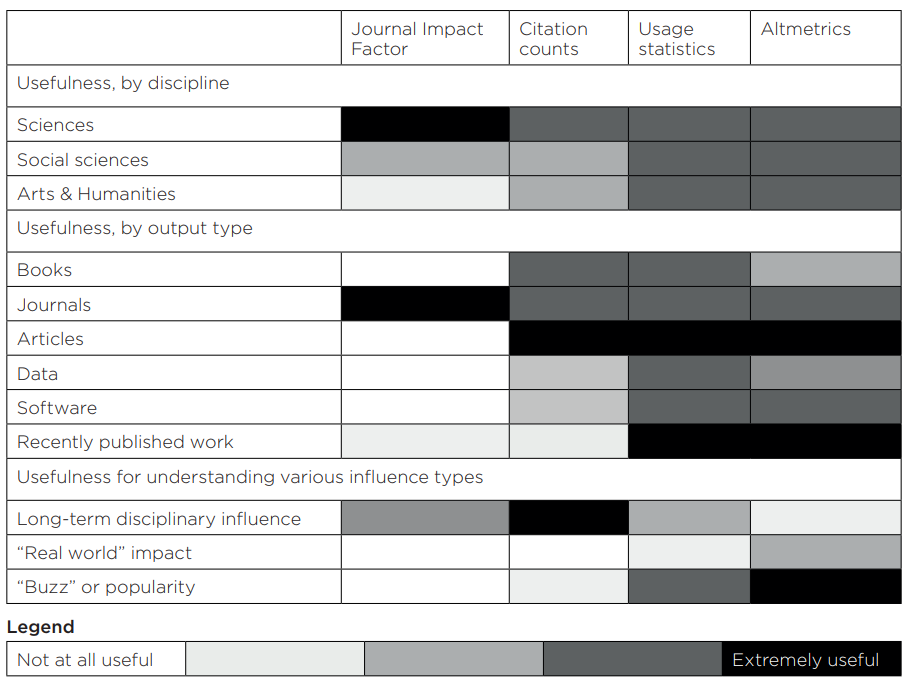 Journal Impact Factor
Citation counts
Usage statistics
Altmetrics
Usefulness, by discipline
Sciences
Social sciences
Arts & Humanities
Usefulness, by output type
Books
Journals
Articles
Data
Software
Recently published work
Usefulness for understanding various influence types
Long-term disciplinary influence
“Real world” impact
“Buzz” or popularity
Legend
Not at all useful
Extremely useful